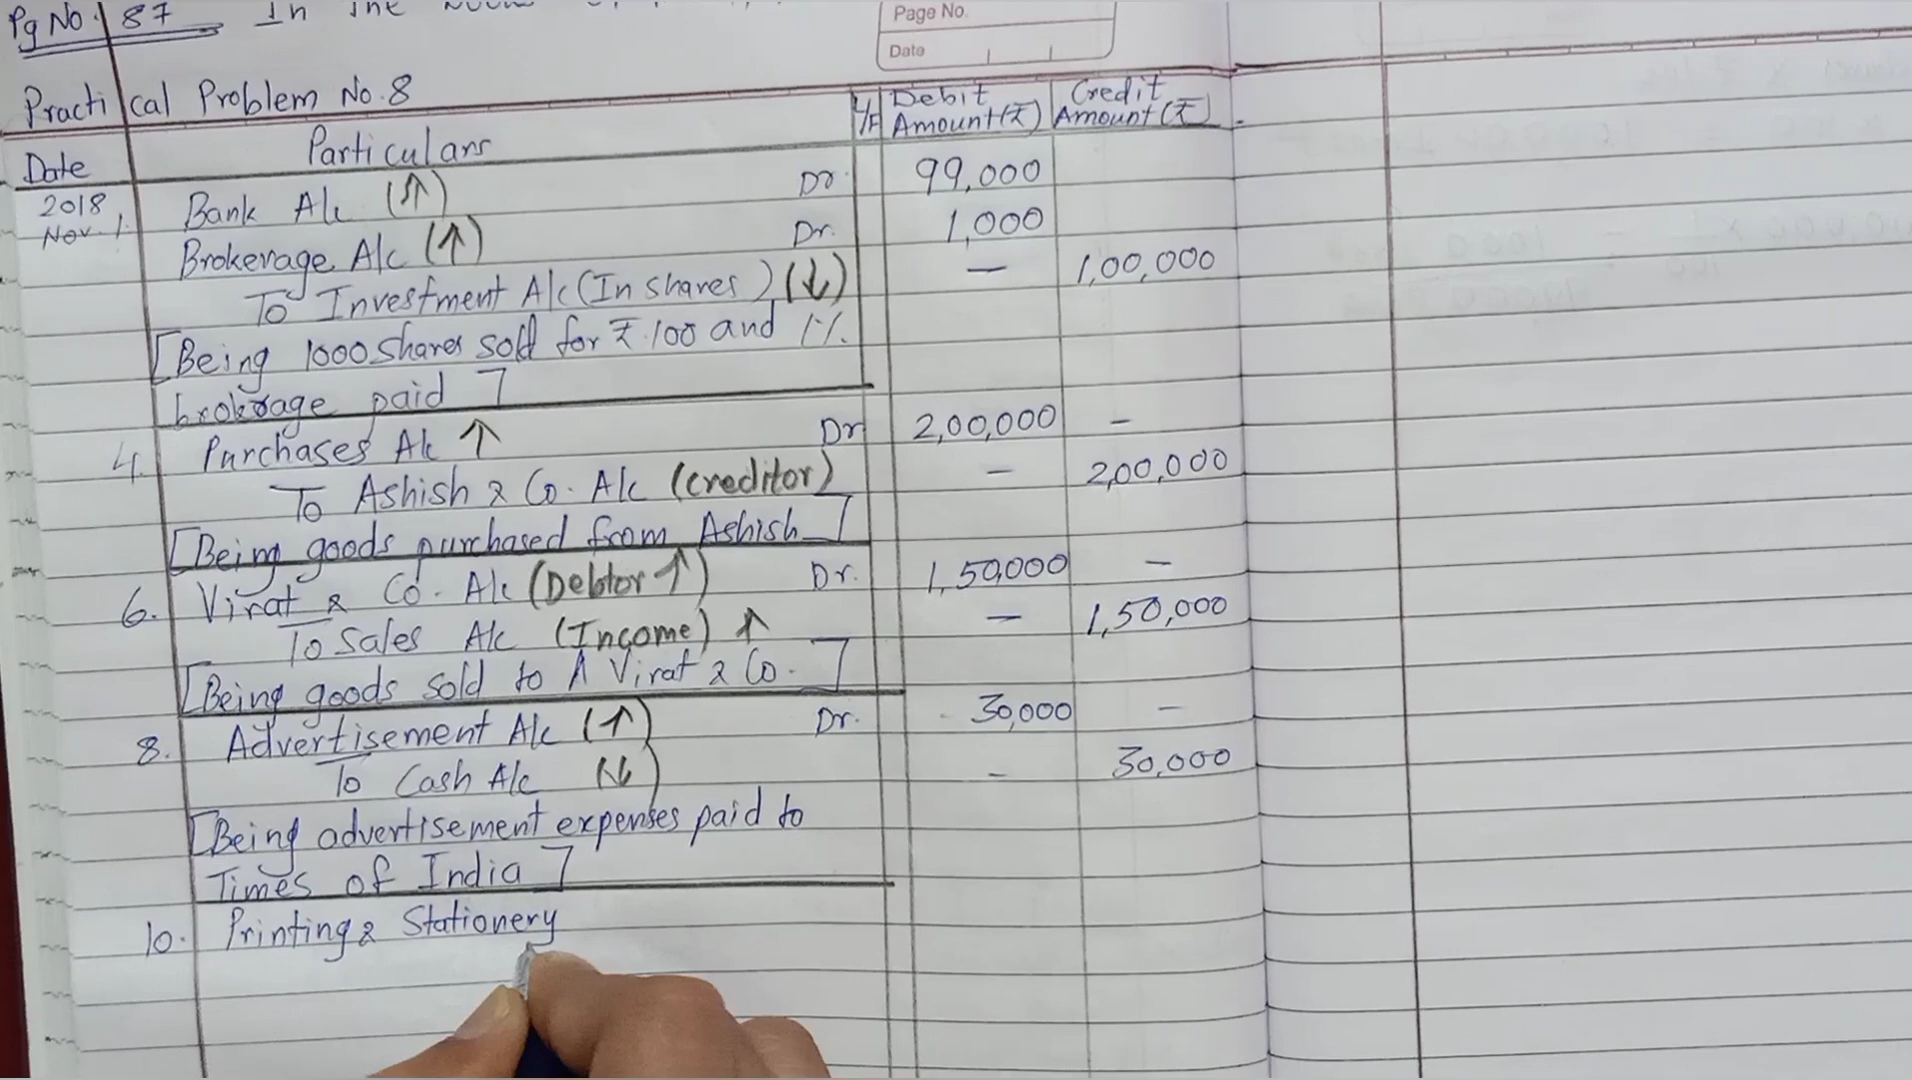 Pg No. 87 In the
Page No.
Date
Practical Problem No. 8
Date Particulars L/F Debit Amount(₹) Credit Amount(₹)
2018 Nov. 1 Bank A/c (↑) Dr 99,000
Brokerage A/c (↑) Dr. 1,000
To Investment A/c (In shares) (↓) — 1,00,000
[Being 1000 shares sold for ₹.100 and 1%.
brokerage paid]
4. Purchases A/c ↑ Dr 2,00,000 —
To Ashish & Co. A/c (creditor) — 2,00,000
[Being goods purchased from Ashish]
6. Virat & Co. A/c (Debtor ↑) Dr. 1,50,000 —
To Sales A/c (Income) ↑ — 1,50,000
[Being goods sold to A Virat & Co.]
8. Advertisement A/c (↑) Dr. 30,000 —
To Cash A/c (↓) — 30,000
[Being advertisement expenses paid to
Times of India]
10. Printing & Stationery